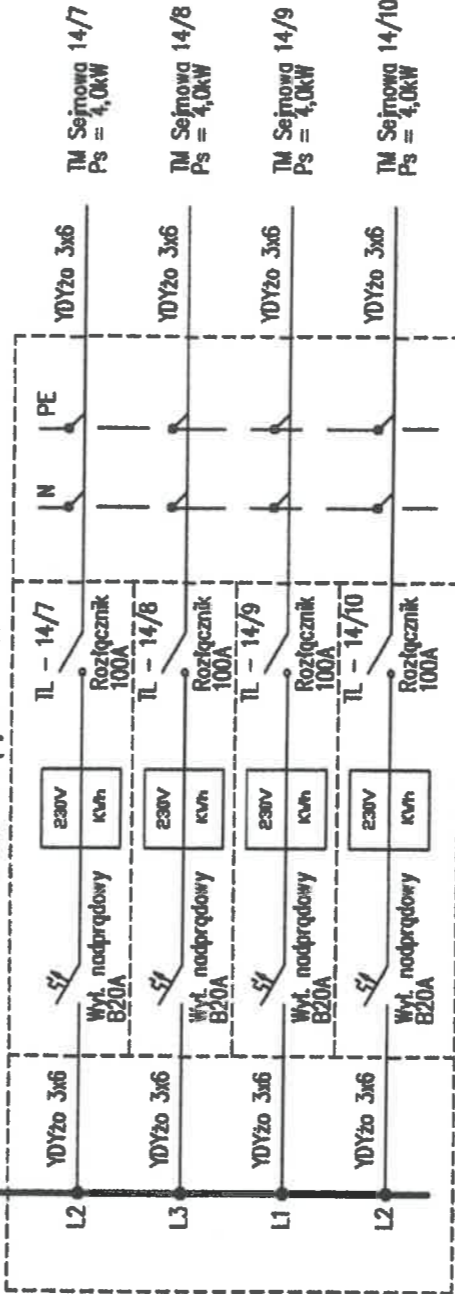 L2
YDYżo 3x6
Wył. nadprądowy
B20A
230V
KWh
TL - 14/7
Rozłącznik
100A
N
PE
YDYżo 3x6
TM Sejmowa 14/7
Ps = 4,0kW
L3
YDYżo 3x6
Wył. nadprądowy
B20A
230V
KWh
TL - 14/8
Rozłącznik
100A
YDYżo 3x6
TM Sejmowa 14/8
Ps = 4,0kW
L1
YDYżo 3x6
Wył. nadprądowy
B20A
230V
KWh
TL - 14/9
Rozłącznik
100A
YDYżo 3x6
TM Sejmowa 14/9
Ps = 4,0kW
L2
YDYżo 3x6
Wył. nadprądowy
B20A
230V
KWh
TL - 14/10
Rozłącznik
100A
YDYżo 3x6
TM Sejmowa 14/10
Ps = 4,0kW